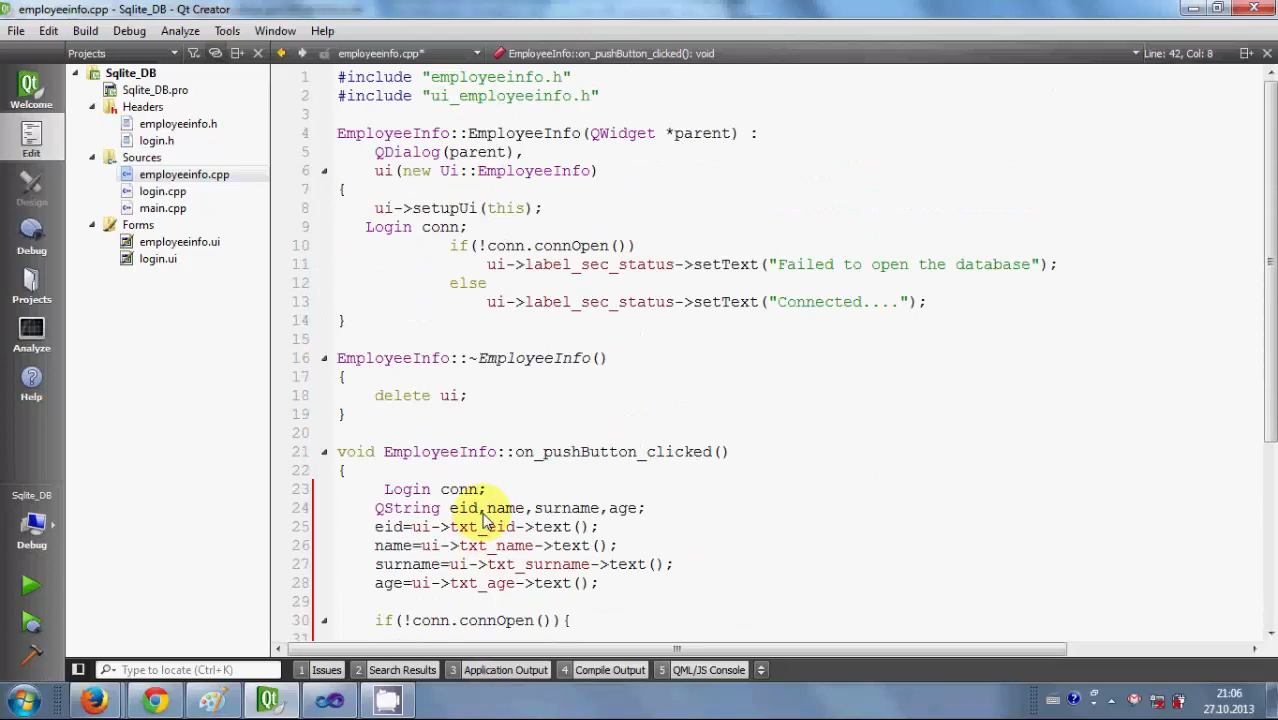 employeeinfo.cpp - Sqlite_DB - Qt Creator
File Edit Build Debug Analyze Tools Window Help
Projects
employeeinfo.cpp*
EmployeeInfo::on_pushButton_clicked(): void
Line: 42, Col: 8
Welcome
Edit
Design
Debug
Projects
Analyze
Help
Sqlite_DB
Debug
Sqlite_DB
Sqlite_DB.pro
Headers
employeeinfo.h
login.h
Sources
employeeinfo.cpp
login.cpp
main.cpp
Forms
employeeinfo.ui
login.ui
1 #include "employeeinfo.h"
2 #include "ui_employeeinfo.h"
3
4 EmployeeInfo::EmployeeInfo(QWidget *parent) :
5 QDialog(parent),
6 ui(new Ui::EmployeeInfo)
7 {
8 ui->setupUi(this);
9 Login conn;
10 if(!conn.connOpen())
11 ui->label_sec_status->setText("Failed to open the database");
12 else
13 ui->label_sec_status->setText("Connected....");
14 }
15
16 EmployeeInfo::~EmployeeInfo()
17 {
18 delete ui;
19 }
20
21 void EmployeeInfo::on_pushButton_clicked()
22 {
23 Login conn;
24 QString eid,name,surname,age;
25 eid=ui->txt_eid->text();
26 name=ui->txt_name->text();
27 surname=ui->txt_surname->text();
28 age=ui->txt_age->text();
29
30 if(!conn.connOpen()){
31
Type to locate (Ctrl+K)
1 Issues 2 Search Results 3 Application Output 4 Compile Output 5 QML/JS Console
21:06
27.10.2013